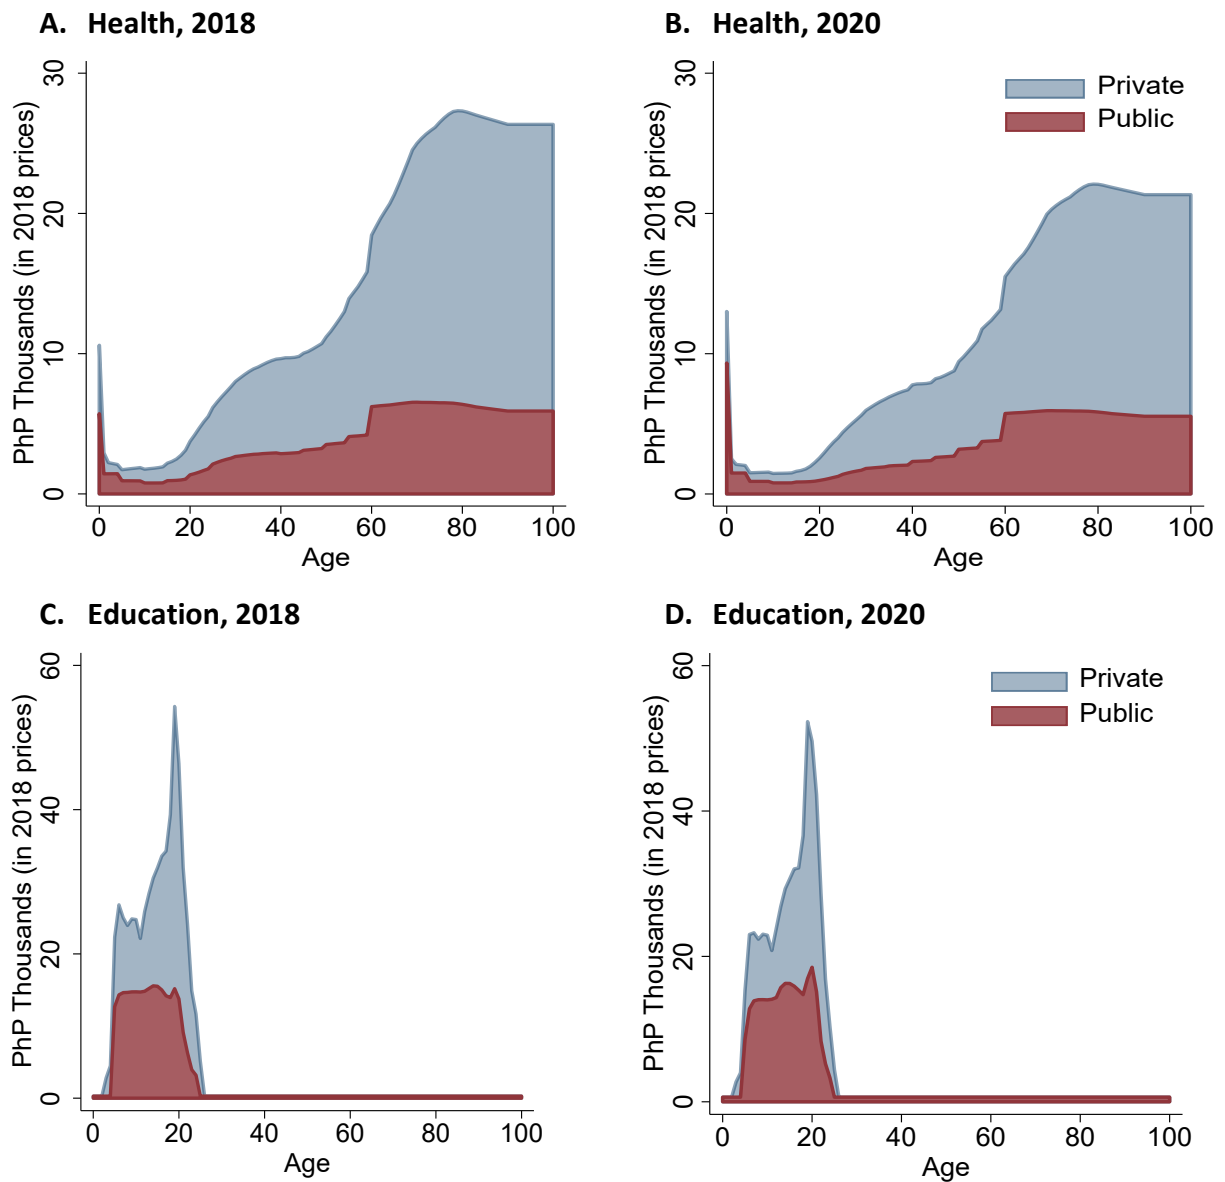 A. Health, 2018
PhP Thousands (in 2018 prices)
30
20
10
0
0 20 40 60 80 100
Age
B. Health, 2020
Private
Public
PhP Thousands (in 2018 prices)
30
20
10
0
0 20 40 60 80 100
Age
C. Education, 2018
PhP Thousands (in 2018 prices)
60
40
20
0
0 20 40 60 80 100
Age
D. Education, 2020
Private
Public
PhP Thousands (in 2018 prices)
60
40
20
0
0 20 40 60 80 100
Age